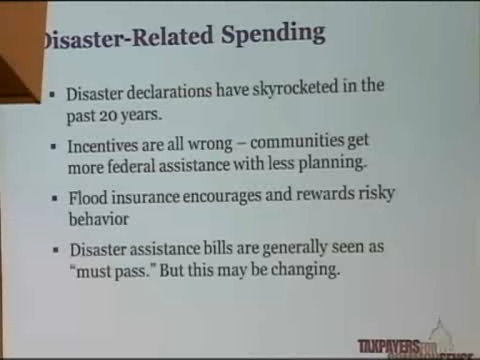 Disaster-Related Spending
▪ Disaster declarations have skyrocketed in the
past 20 years.
▪ Incentives are all wrong – communities get
more federal assistance with less planning.
▪ Flood insurance encourages and rewards risky
behavior
▪ Disaster assistance bills are generally seen as
"must pass." But this may be changing.
TAXPAYERS FOR
COMMON SENSE